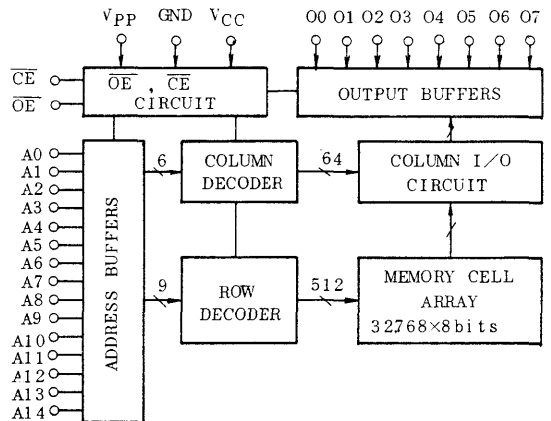 VPP GND VCC
O0 O1 O2 O3 O4 O5 O6 O7
CE
OE
OE , CE
CIRCUIT
OUTPUT BUFFERS
A0
A1
A2
A3
A4
A5
A6
A7
A8
A9
A10
A11
A12
A13
A14
ADDRESS BUFFERS
6
COLUMN
DECODER
64
COLUMN I/O
CIRCUIT
9
ROW
DECODER
512
MEMORY CELL
ARRAY
32,768×8bits